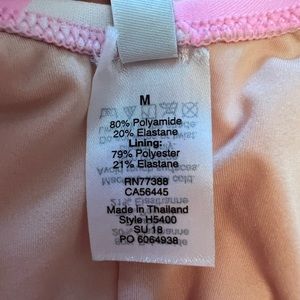 M
80% Polyamide
20% Elastane
Lining:
79% Polyester
21% Elastane
RN77388
CA56445
Made in Thailand
Style H5400
SU 18
PO 6064938